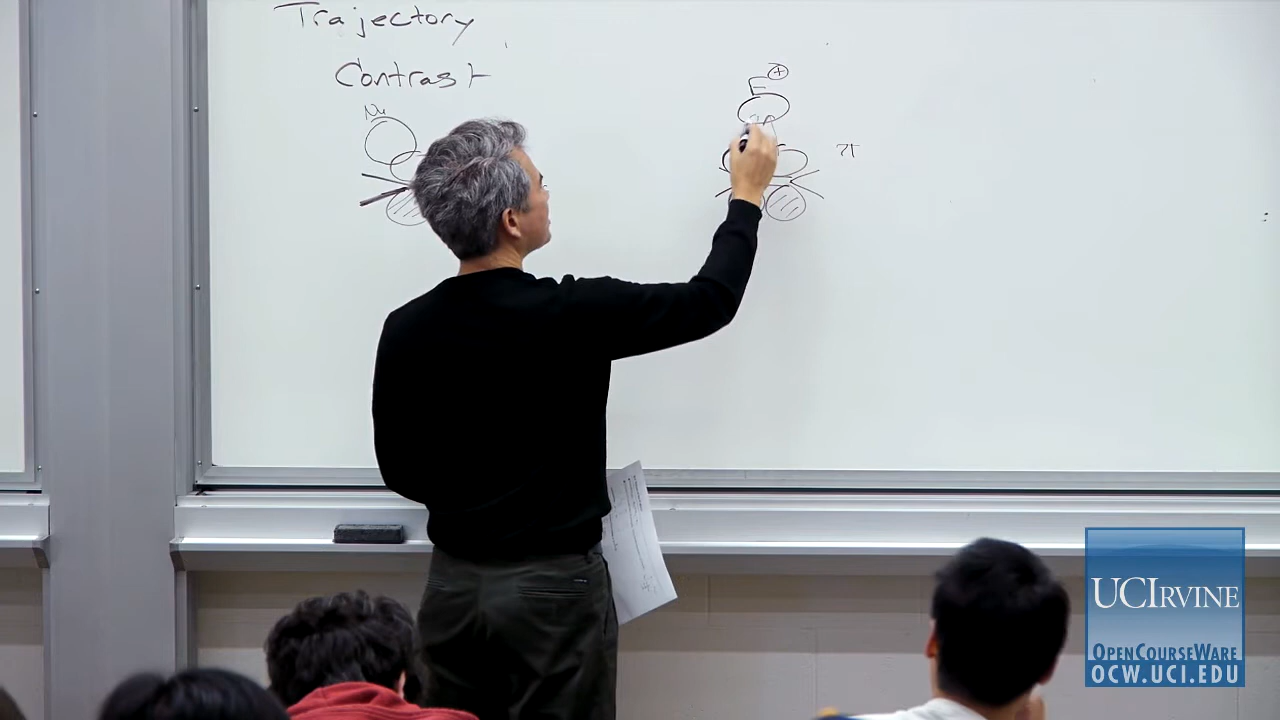 Trajectory
Contrast
Nu
E⊕
π
UCIRVINE
OPENCOURSEWARE
OCW.UCI.EDU